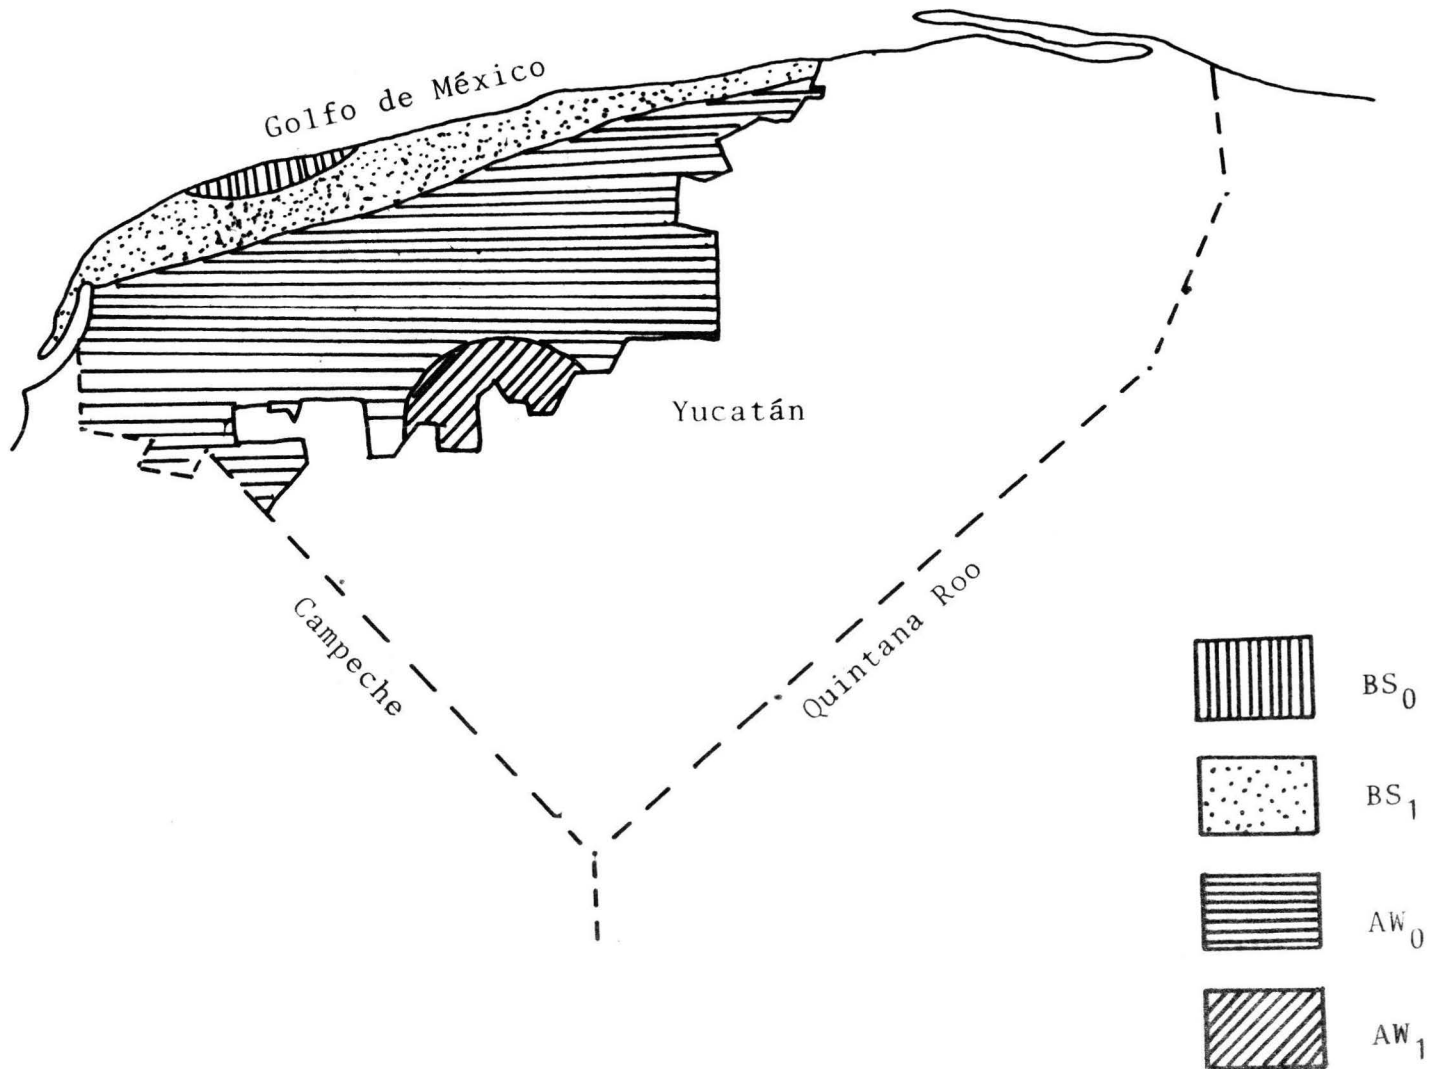 Golfo de México
Yucatán
Campeche
Quintana Roo
BS₀
BS₁
AW₀
AW₁